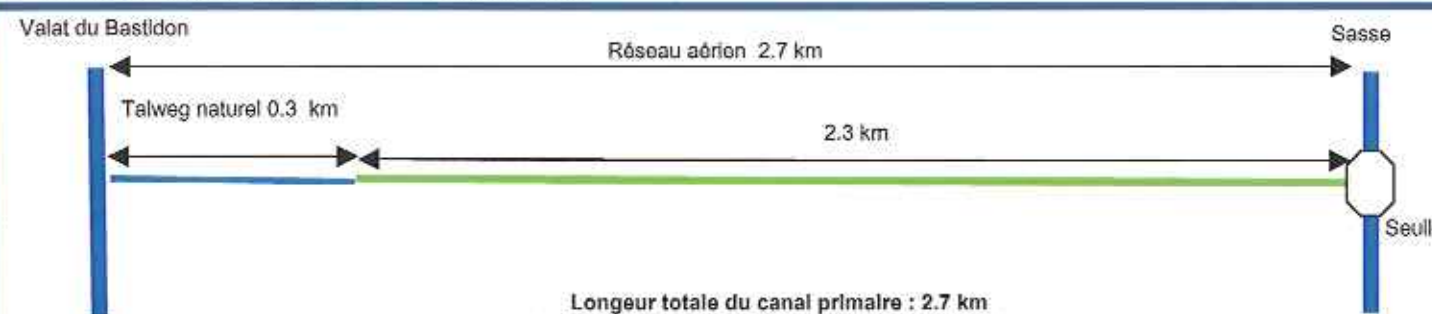 Valat du Bastidon
Sasse
Réseau aérien 2.7 km
Talweg naturel 0.3 km
2.3 km
Seuil
Longeur totale du canal primaire : 2.7 km